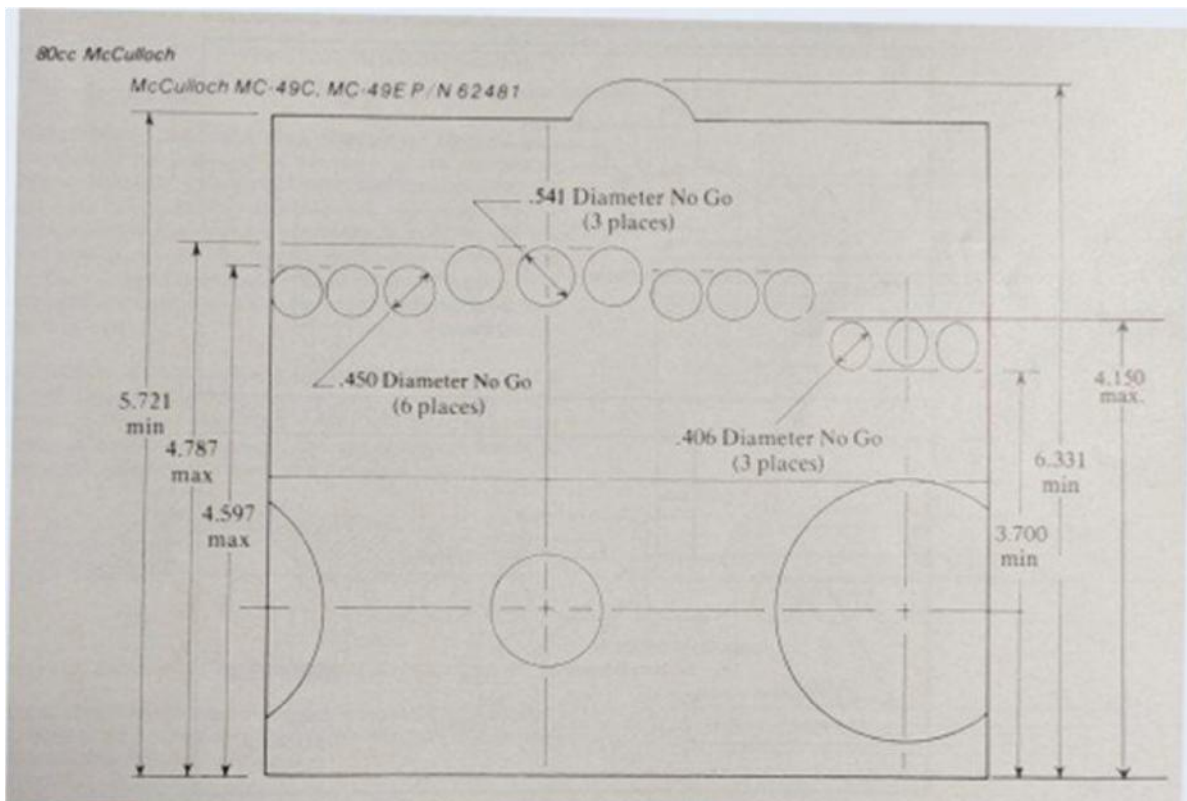 80cc McCulloch
McCulloch MC-49C, MC-49E P/N 62481
.541 Diameter No Go
(3 places)
.450 Diameter No Go
(6 places)
.406 Diameter No Go
(3 places)
5.721
min
4.787
max
4.597
max
4.150
max.
6.331
min
3.700
min